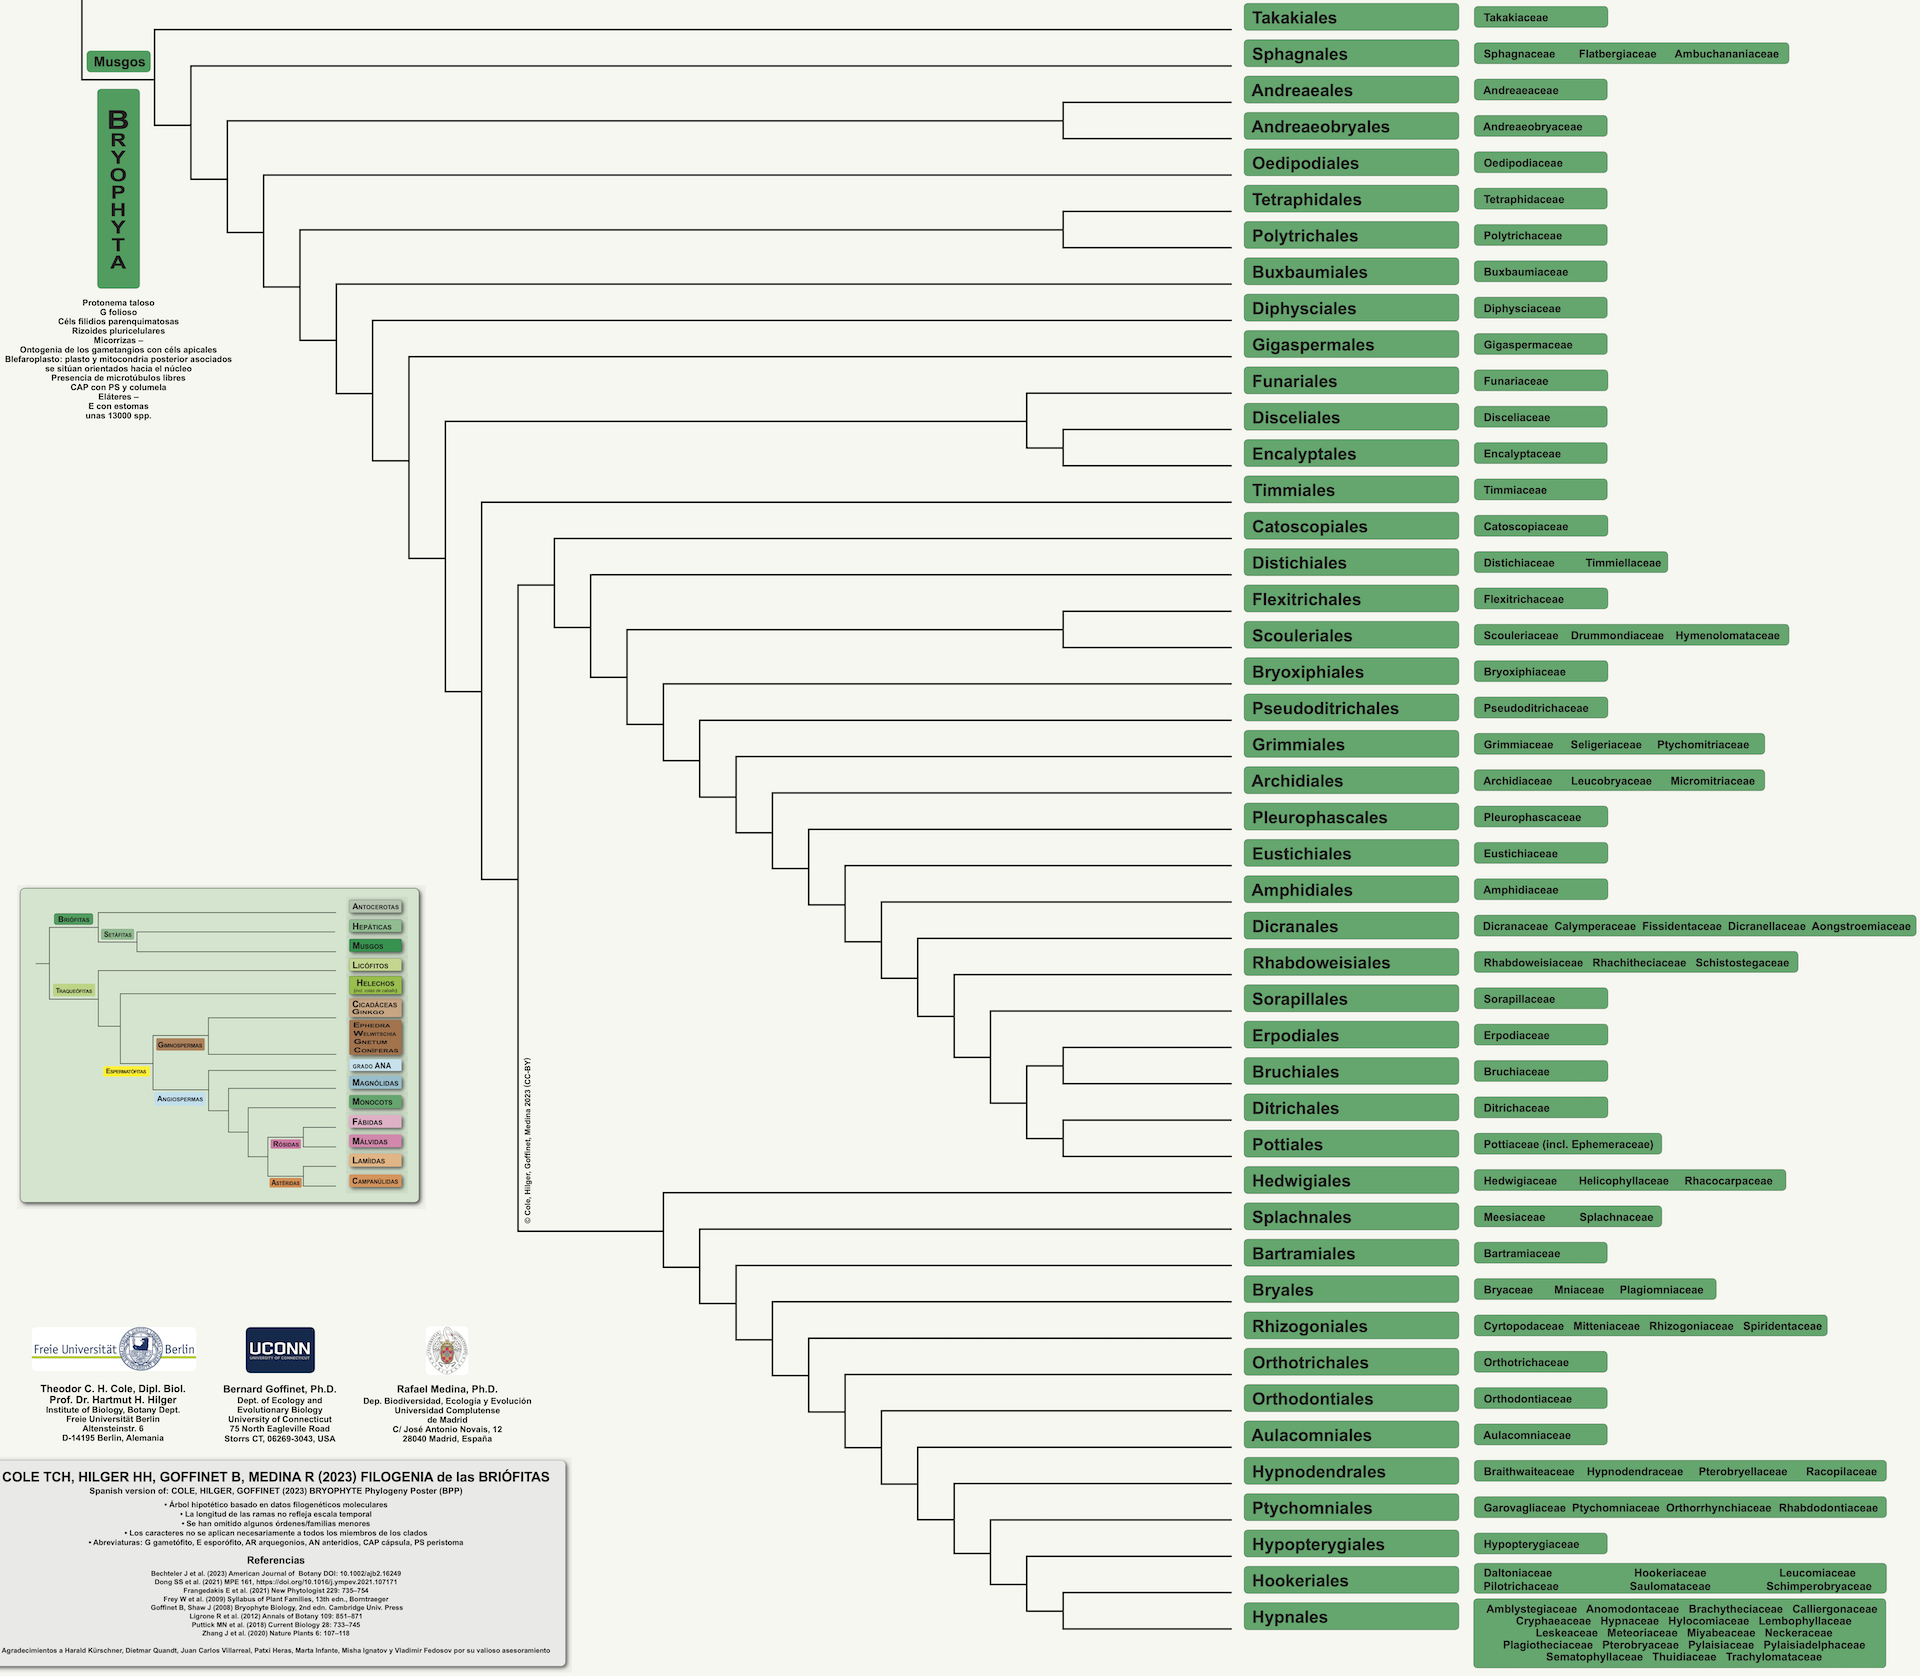 Takakiales Takakiaceae
Musgos
Sphagnales Sphagnaceae Flatbergiaceae Ambuchananiaceae
Andreaeales Andreaeaceae
BRYOPHYTA
Andreaeobryales Andreaeobryaceae
Oedipodiales Oedipodiaceae
Tetraphidales Tetraphidaceae
Polytrichales Polytrichaceae
Buxbaumiales Buxbaumiaceae
Diphysciales Diphysciaceae
Gigaspermales Gigaspermaceae
Funariales Funariaceae
Disceliales Disceliaceae
Encalyptales Encalyptaceae
Timmiales Timmiaceae
Catoscopiales Catoscopiaceae
Distichiales Distichiaceae Timmiellaceae
Flexitrichales Flexitrichaceae
Scouleriales Scouleriaceae Drummondiaceae Hymenolomataceae
Bryoxiphiales Bryoxiphiaceae
Pseudoditrichales Pseudoditrichaceae
Grimmiales Grimmiaceae Seligeriaceae Ptychomitriaceae
Archidiales Archidiaceae Leucobryaceae Micromitriaceae
Pleurophascales Pleurophascaceae
Eustichiales Eustichiaceae
Amphidiales Amphidiaceae
Dicranales Dicranaceae Calymperaceae Fissidentaceae Dicranellaceae Aongstroemiaceae
Rhabdoweisiales Rhabdoweisiaceae Rhachitheciaceae Schistostegaceae
Sorapillales Sorapillaceae
Erpodiales Erpodiaceae
Bruchiales Bruchiaceae
Ditrichales Ditrichaceae
Pottiales Pottiaceae (incl. Ephemeraceae)
Hedwigiales Hedwigiaceae Helicophyllaceae Rhacocarpaceae
Splachnales Meesiaceae Splachnaceae
Bartramiales Bartramiaceae
Bryales Bryaceae Mniaceae Plagiomniaceae
Rhizogoniales Cyrtopodaceae Mitteniaceae Rhizogoniaceae Spiridentaceae
Orthotrichales Orthotrichaceae
Orthodontiales Orthodontiaceae
Aulacomniales Aulacomniaceae
Hypnodendrales Braithwaiteaceae Hypnodendraceae Pterobryellaceae Racopilaceae
Ptychomniales Garovagliaceae Ptychomniaceae Orthorrhynchiaceae Rhabdodontiaceae
Hypopterygiales Hypopterygiaceae
Hookeriales Daltoniaceae Hookeriaceae Leucomiaceae
Pilotrichaceae Saulomataceae Schimperobryaceae
Hypnales Amblystegiaceae Anomodontaceae Brachytheciaceae Calliergonaceae
Cryphaeaceae Hypnaceae Hylocomiaceae Lembophyllaceae
Leskeaceae Meteoriaceae Miyabeaceae Neckeraceae
Plagiotheciaceae Pterobryaceae Pylaisiaceae Pylaisiadelphaceae
Sematophyllaceae Thuidiaceae Trachylomataceae
Protonema taloso
G folioso
Céls filidios parenquimatosas
Rizoides pluricelulares
Micorrizas –
Ontogenia de los gametangios con céls apicales
Blefaroplasto: plasto y mitocondria posterior asociados
se sitúan orientados hacia el núcleo
Presencia de microtúbulos libres
CAP con PS y columela
Eláteres –
E con estomas
unas 13000 spp.
BRIÓFITAS
ANTOCEROTAS
SETÁFITAS
HEPÁTICAS
MUSGOS
LICÓFITOS
TRAQUEÓFITAS
HELECHOS
(incl. colas de caballo)
CICADÁCEAS
GINKGO
GIMNOSPERMAS
EPHEDRA
WELWITSCHIA
GNETUM
CONÍFERAS
ESPERMATÓFITAS
GRADO ANA
MAGNÓLIDAS
ANGIOSPERMAS
MONOCOTS
FÁBIDAS
RÓSIDAS
MÁLVIDAS
LAMÍIDAS
ASTÉRIDAS
CAMPANÚLIDAS
© Cole, Hilger, Goffinet, Medina 2023 (CC-BY)
Freie Universität Berlin
UCONN
UNIVERSITY OF CONNECTICUT
Theodor C. H. Cole, Dipl. Biol.
Prof. Dr. Hartmut H. Hilger
Institute of Biology, Botany Dept.
Freie Universität Berlin
Altensteinstr. 6
D-14195 Berlin, Alemania
Bernard Goffinet, Ph.D.
Dept. of Ecology and
Evolutionary Biology
University of Connecticut
75 North Eagleville Road
Storrs CT, 06269-3043, USA
Rafael Medina, Ph.D.
Dep. Biodiversidad, Ecología y Evolución
Universidad Complutense
de Madrid
C/ José Antonio Novais, 12
28040 Madrid, España
COLE TCH, HILGER HH, GOFFINET B, MEDINA R (2023) FILOGENIA de las BRIÓFITAS
Spanish version of: COLE, HILGER, GOFFINET (2023) BRYOPHYTE Phylogeny Poster (BPP)
• Árbol hipotético basado en datos filogenéticos moleculares
• La longitud de las ramas no refleja escala temporal
• Se han omitido algunos órdenes/familias menores
• Los caracteres no se aplican necesariamente a todos los miembros de los clados
• Abreviaturas: G gametófito, E esporófito, AR arquegonios, AN anteridios, CAP cápsula, PS peristoma
Referencias
Bechteler J et al. (2023) American Journal of Botany DOI: 10.1002/ajb2.16249
Dong SS et al. (2021) MPE 161, https://doi.org/10.1016/j.ympev.2021.107171
Frangedakis E et al. (2021) New Phytologist 229: 735–754
Frey W et al. (2009) Syllabus of Plant Families, 13th edn., Borntraeger
Goffinet B, Shaw J (2008) Bryophyte Biology, 2nd edn. Cambridge Univ. Press
Ligrone R et al. (2012) Annals of Botany 109: 851–871
Puttick MN et al. (2018) Current Biology 28: 733–745
Zhang J et al. (2020) Nature Plants 6: 107–118
Agradecimientos a Harald Kürschner, Dietmar Quandt, Juan Carlos Villarreal, Patxi Heras, Marta Infante, Misha Ignatov y Vladimir Fedosov por su valioso asesoramiento